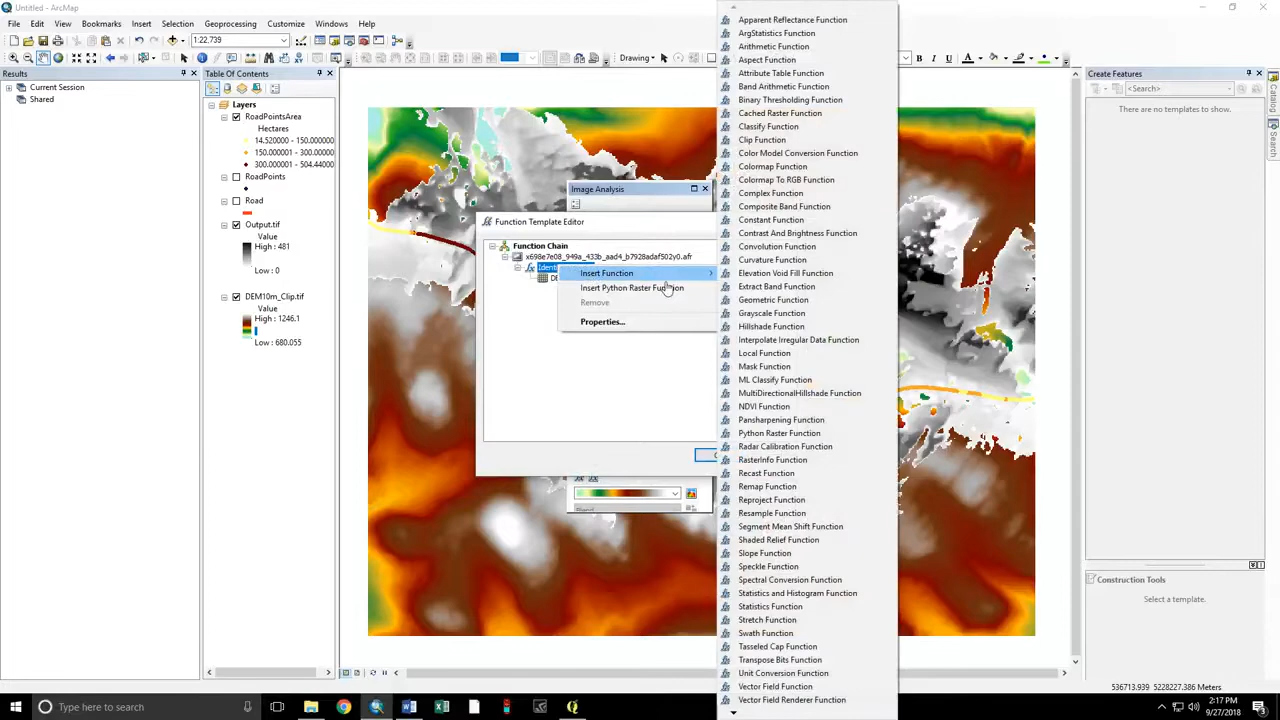 Untitled - ArcMap
File Edit View Bookmarks Insert Selection Geoprocessing Customize Windows Help
1:22.739
Drawing
B I U A
Results
Current Session
Shared
Table Of Contents
Layers
RoadPointsArea
Hectares
14.520000 - 150.000000
150.000001 - 300.00000
300.000001 - 504.44000
RoadPoints
Road
Output.tif
Value
High : 481
Low : 0
DEM10m_Clip.tif
Value
High : 1246.1
Low : 680.055
Image Analysis
Function Template Editor
Function Chain
x698e7e08_949a_433b_aad4_b7928adaf502y0.afr
Identi
DE
Insert Function
Insert Python Raster Function
Remove
Properties...
Blend
Apparent Reflectance Function
ArgStatistics Function
Arithmetic Function
Aspect Function
Attribute Table Function
Band Arithmetic Function
Binary Thresholding Function
Cached Raster Function
Classify Function
Clip Function
Color Model Conversion Function
Colormap Function
Colormap To RGB Function
Complex Function
Composite Band Function
Constant Function
Contrast And Brightness Function
Convolution Function
Curvature Function
Elevation Void Fill Function
Extract Band Function
Geometric Function
Grayscale Function
Hillshade Function
Interpolate Irregular Data Function
Local Function
Mask Function
ML Classify Function
MultiDirectionalHillshade Function
NDVI Function
Pansharpening Function
Python Raster Function
Radar Calibration Function
RasterInfo Function
Recast Function
Remap Function
Reproject Function
Resample Function
Segment Mean Shift Function
Shaded Relief Function
Slope Function
Speckle Function
Spectral Conversion Function
Statistics and Histogram Function
Statistics Function
Stretch Function
Swath Function
Tasseled Cap Function
Transpose Bits Function
Unit Conversion Function
Vector Field Function
Vector Field Renderer Function
Create Features
<Search>
There are no templates to show.
Construction Tools
Select a template.
Catalog
Search
Type here to search
2:17 PM
9/27/2018